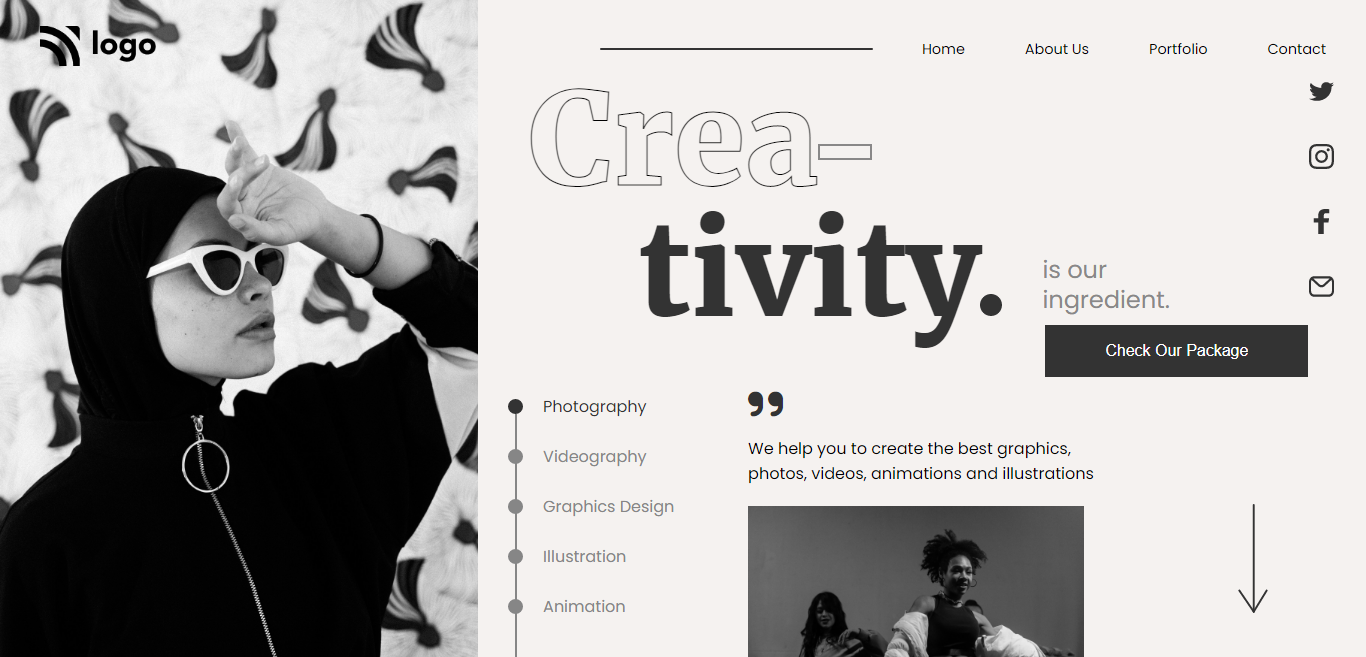 logo
Home About Us Portfolio Contact
Crea–
tivity.
is our
ingredient.
Check Our Package
Photography
Videography
Graphics Design
Illustration
Animation
”
We help you to create the best graphics,
photos, videos, animations and illustrations